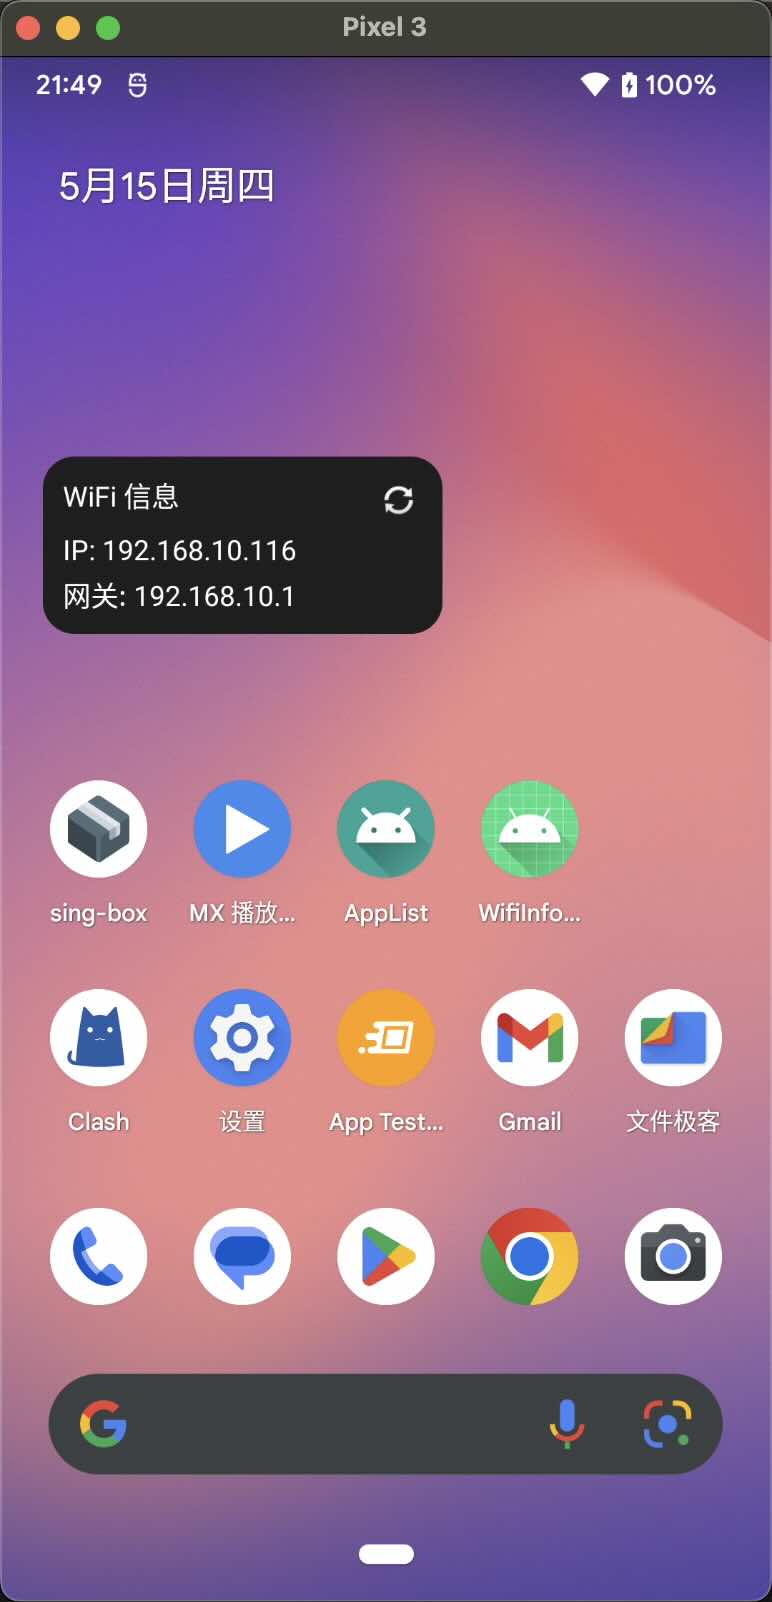 Pixel 3
21:49 100%
5月15日周四
WiFi 信息
IP: 192.168.10.116
网关: 192.168.10.1
sing-box MX 播放... AppList WifiInfo...
Clash 设置 App Test... Gmail 文件极客